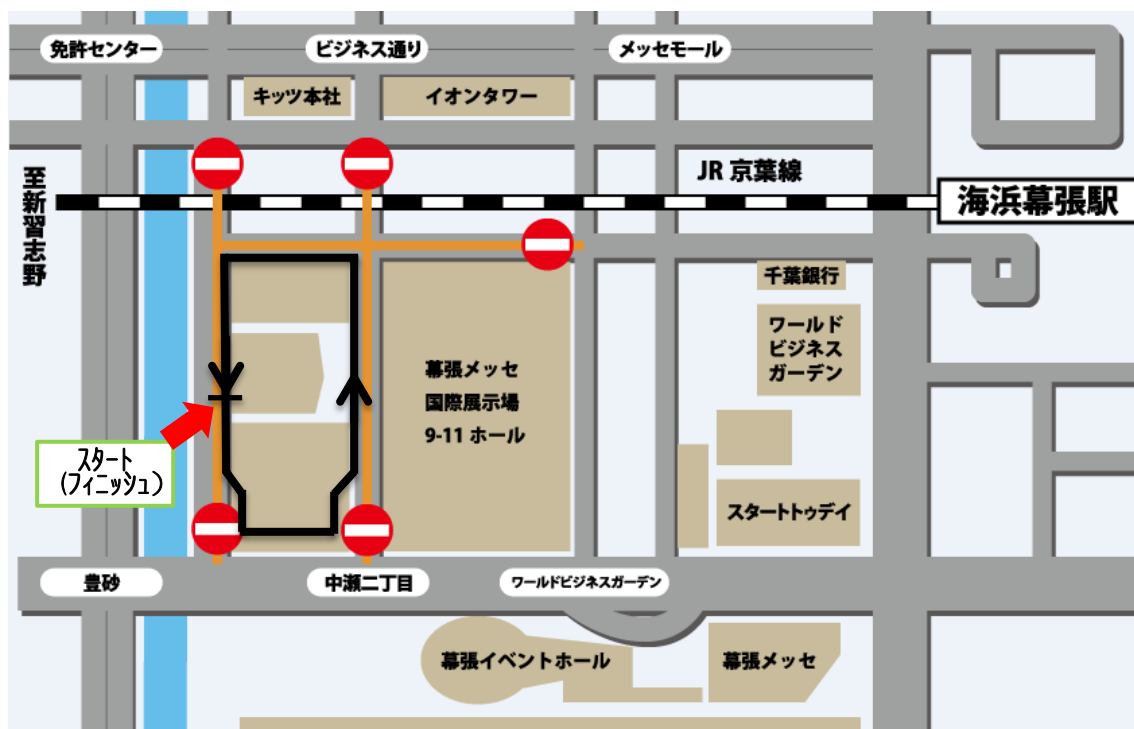 免許センター
ビジネス通り
メッセモール
キッツ本社
イオンタワー
至新習志野
JR 京葉線
海浜幕張駅
千葉銀行
ワールド
ビジネス
ガーデン
幕張メッセ
国際展示場
9-11 ホール
スタート
(フィニッシュ)
スタートトゥデイ
豊砂
中瀬二丁目
ワールドビジネスガーデン
幕張イベントホール
幕張メッセ